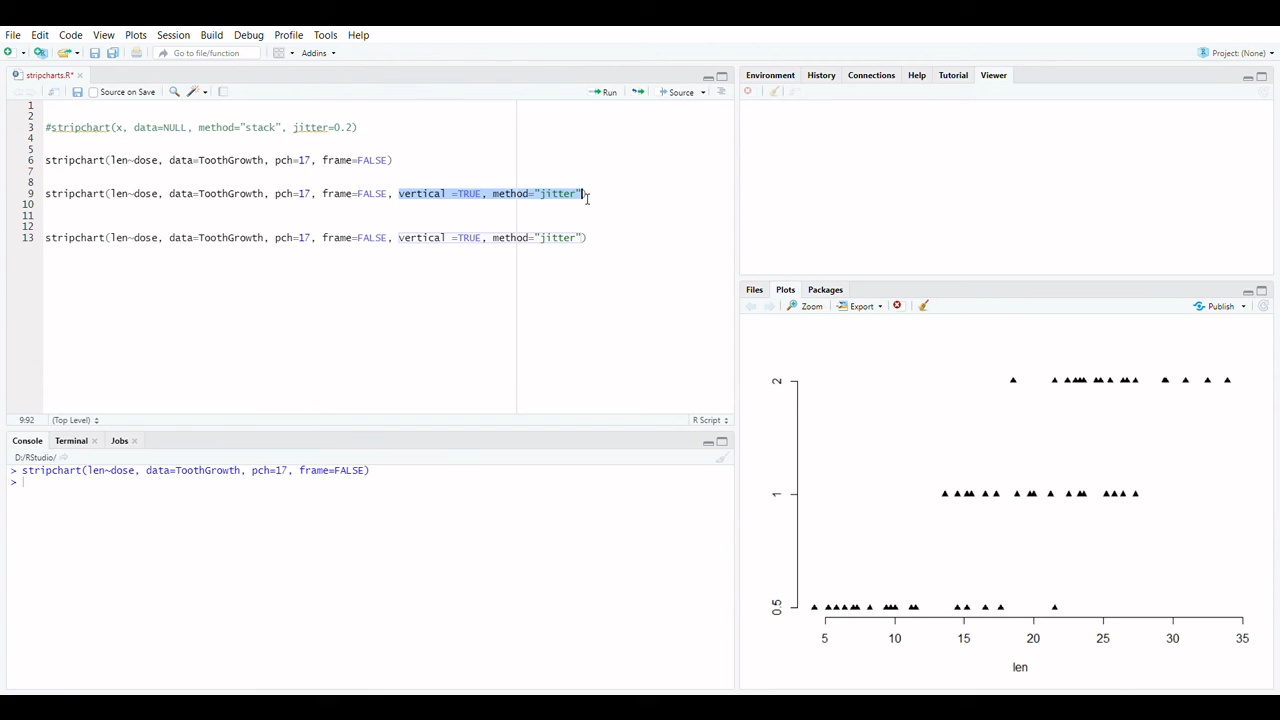 File Edit Code View Plots Session Build Debug Profile Tools Help
Go to file/function Addins Project: (None)
stripcharts.R*
Source on Save Run Source
1
2
3 #stripchart(x, data=NULL, method="stack", jitter=0.2)
4
5
6 stripchart(len~dose, data=ToothGrowth, pch=17, frame=FALSE)
7
8
9 stripchart(len~dose, data=ToothGrowth, pch=17, frame=FALSE, vertical =TRUE, method="jitter")
10
11
12
13 stripchart(len~dose, data=ToothGrowth, pch=17, frame=FALSE, vertical =TRUE, method="jitter")
9:92 (Top Level) R Script
Console Terminal Jobs
D:/RStudio/
> stripchart(len~dose, data=ToothGrowth, pch=17, frame=FALSE)
>
Environment History Connections Help Tutorial Viewer
Files Plots Packages
Zoom Export Publish
2
1
0.5
5 10 15 20 25 30 35
len